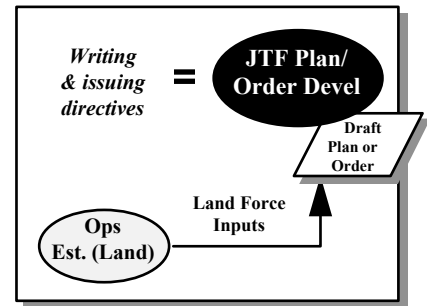 Writing
& issuing
directives
=
JTF Plan/
Order Devel
Draft
Plan or
Order
Land Force
Inputs
Ops
Est. (Land)